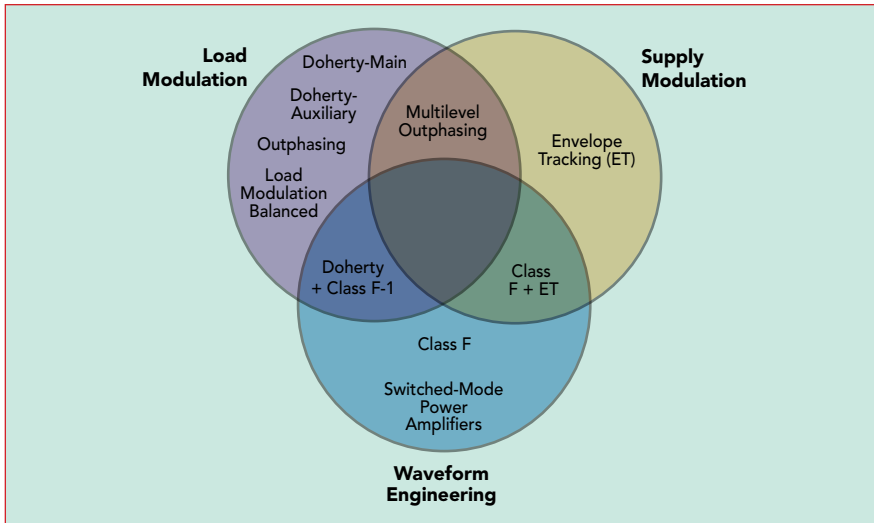 Load
Modulation
Doherty-Main
Doherty-
Auxiliary
Outphasing
Load
Modulation
Balanced
Multilevel
Outphasing
Supply
Modulation
Envelope
Tracking (ET)
Doherty
+ Class F-1
Class
F + ET
Class F
Switched-Mode
Power
Amplifiers
Waveform
Engineering